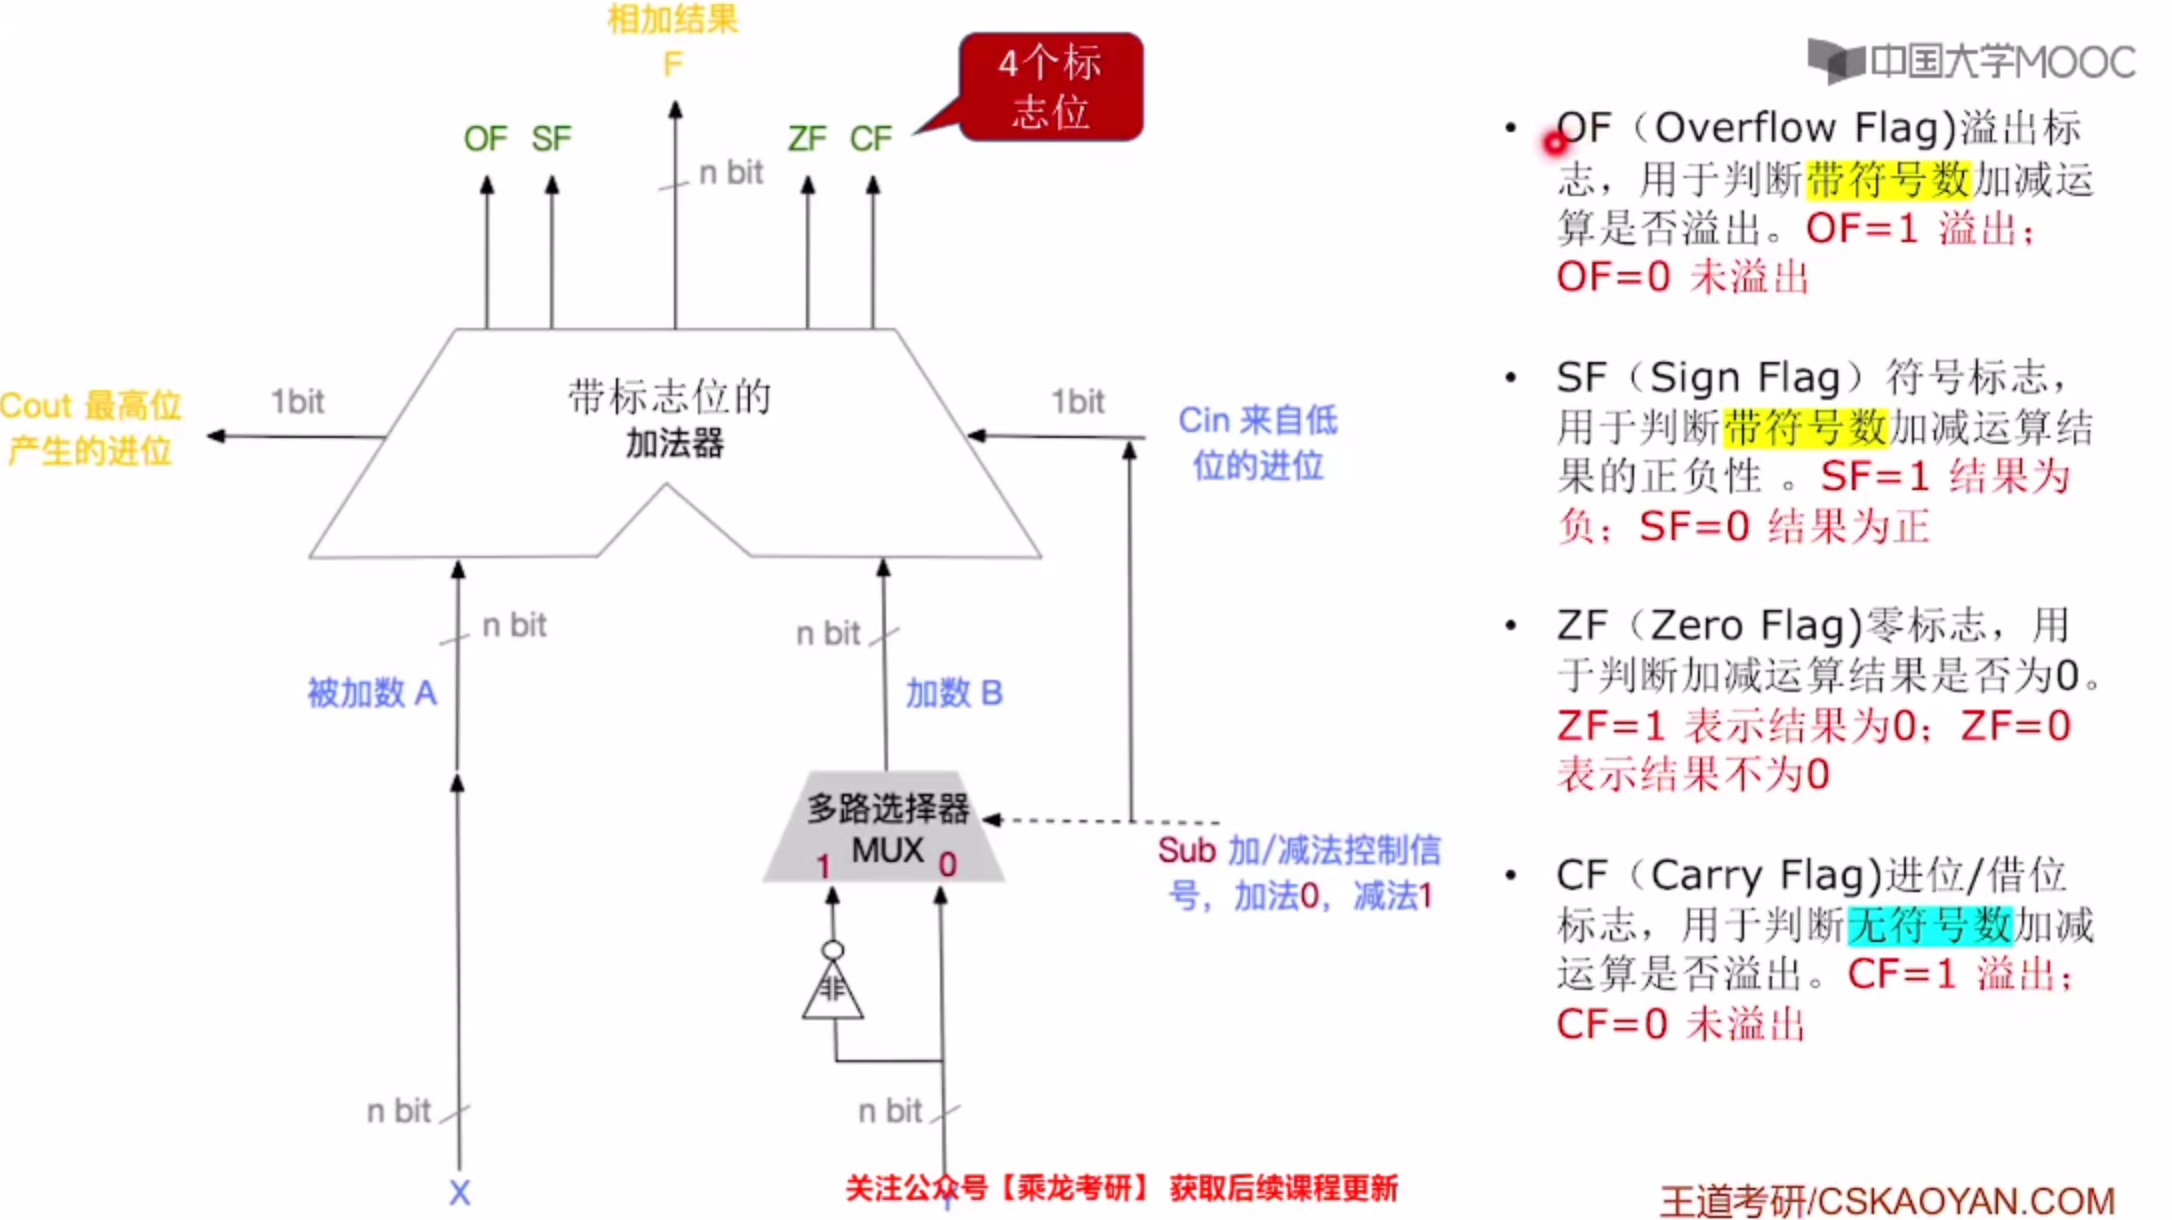 相加结果
F
4个标
志位
中国大学MOOC
OF SF
ZF CF
n bit
Cout 最高位
产生的进位
1bit
带标志位的
加法器
1bit
Cin 来自低
位的进位
n bit
n bit
被加数 A
加数 B
多路选择器
MUX
1 0
Sub 加/减法控制信
号，加法0，减法1
非
n bit
n bit
X
Y
• OF（Overflow Flag)溢出标
志，用于判断带符号数加减运
算是否溢出。OF=1 溢出；
OF=0 未溢出
• SF（Sign Flag）符号标志，
用于判断带符号数加减运算结
果的正负性 。SF=1 结果为
负；SF=0 结果为正
• ZF（Zero Flag)零标志，用
于判断加减运算结果是否为0。
ZF=1 表示结果为0；ZF=0
表示结果不为0
• CF（Carry Flag)进位/借位
标志，用于判断无符号数加减
运算是否溢出。CF=1 溢出；
CF=0 未溢出
关注公众号【乘龙考研】 获取后续课程更新
王道考研/CSKAOYAN.COM